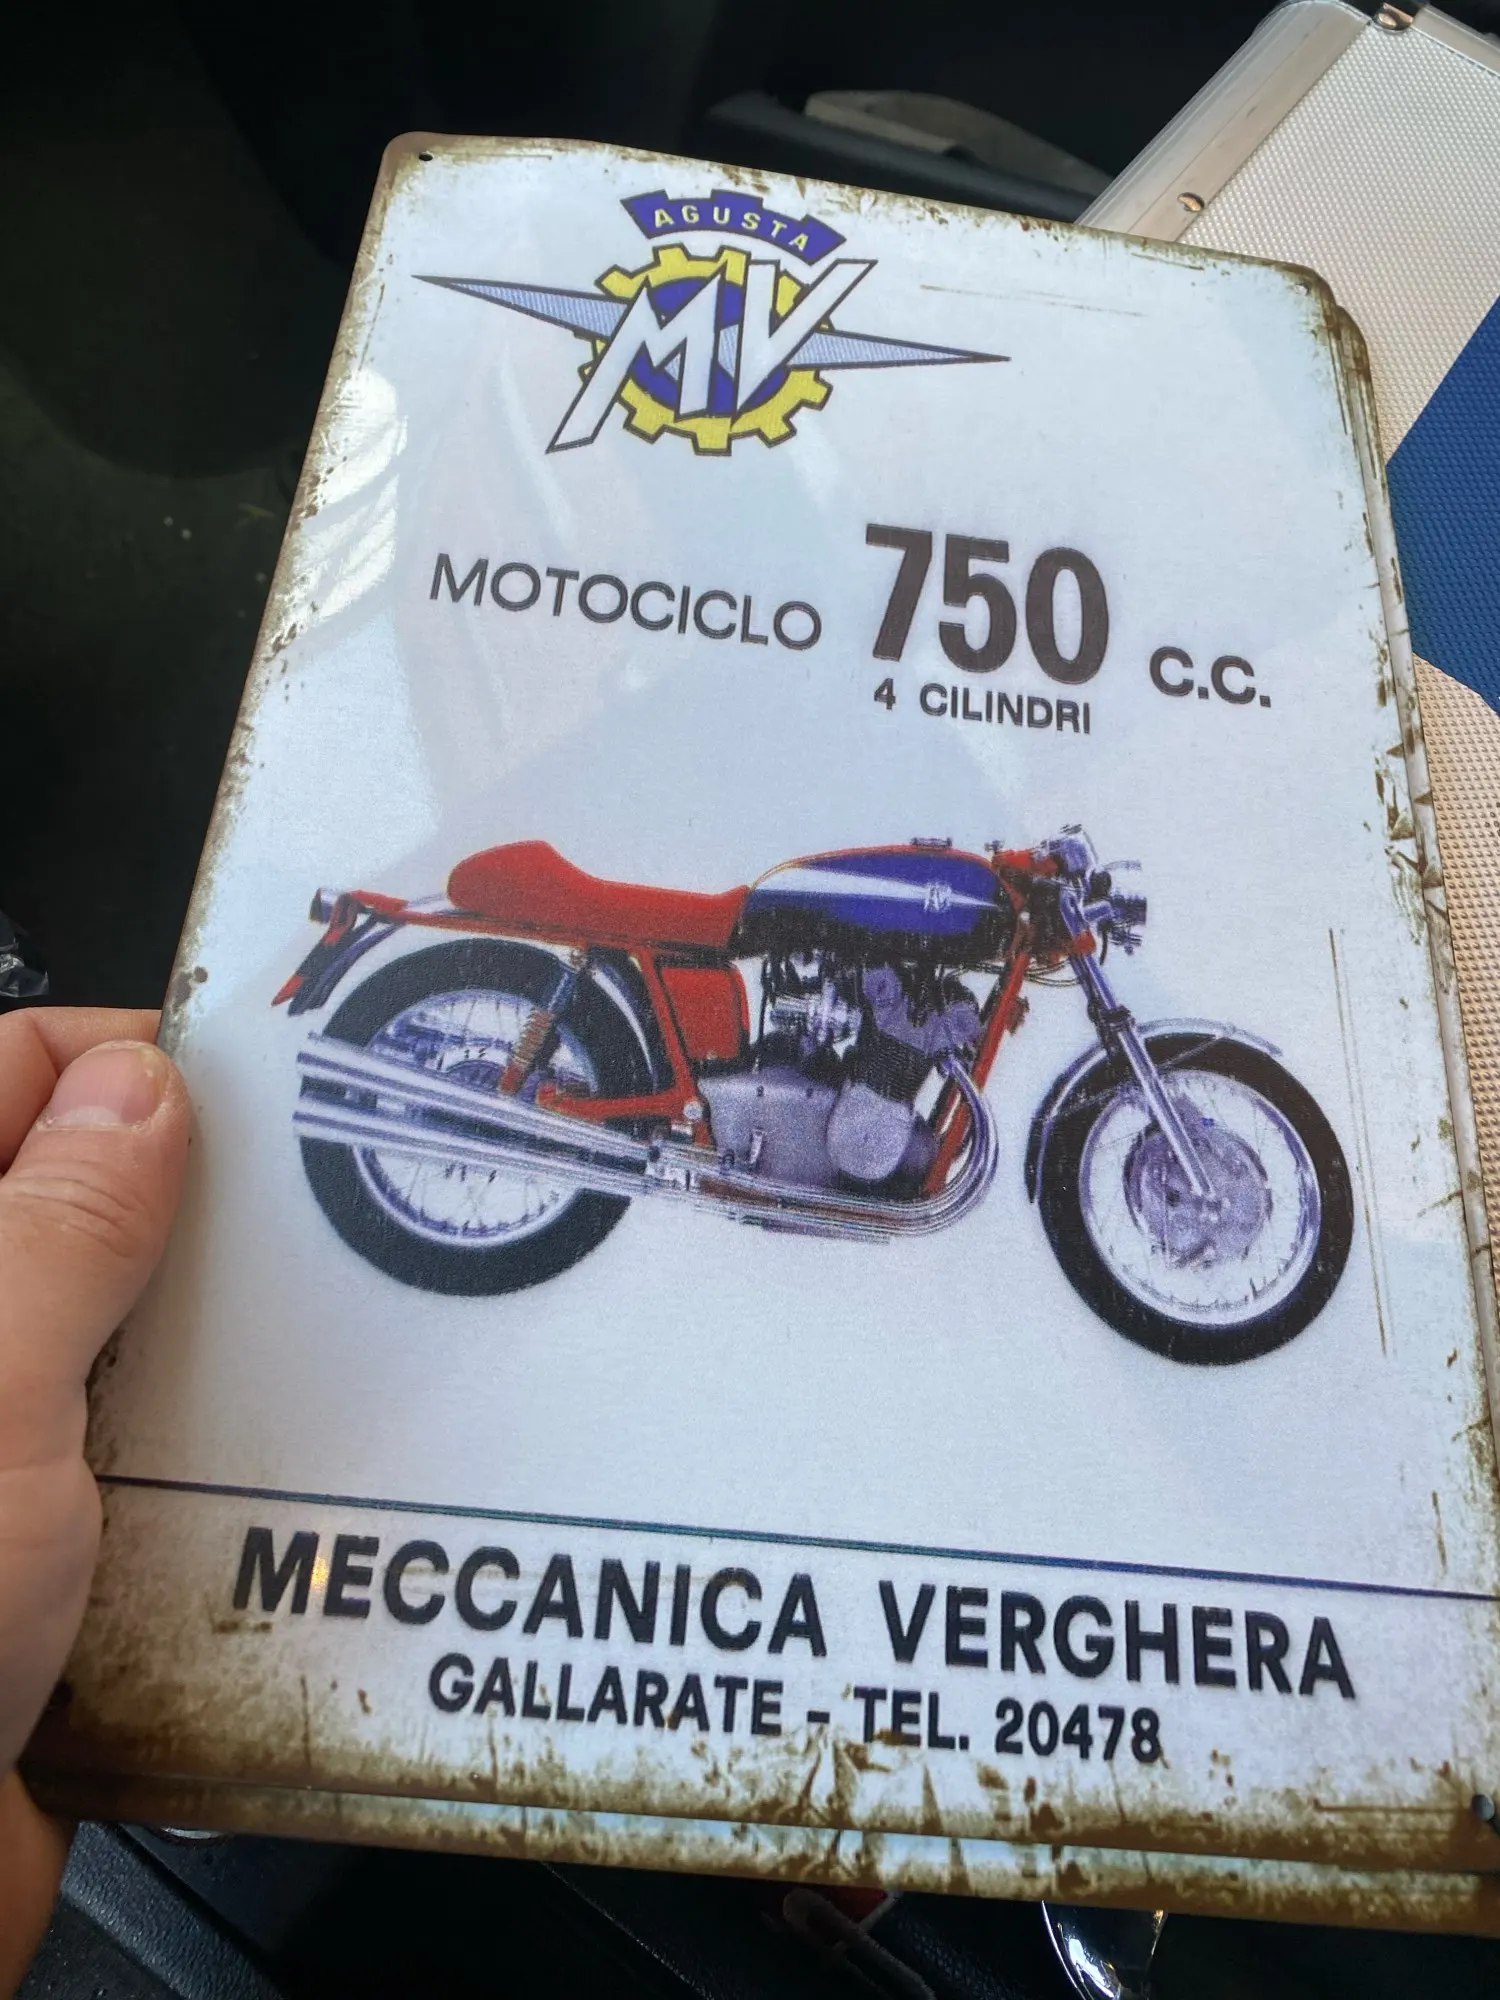 AGUSTA
MV
MOTOCICLO 750 C.C.
4 CILINDRI
MECCANICA VERGHERA
GALLARATE - TEL. 20478